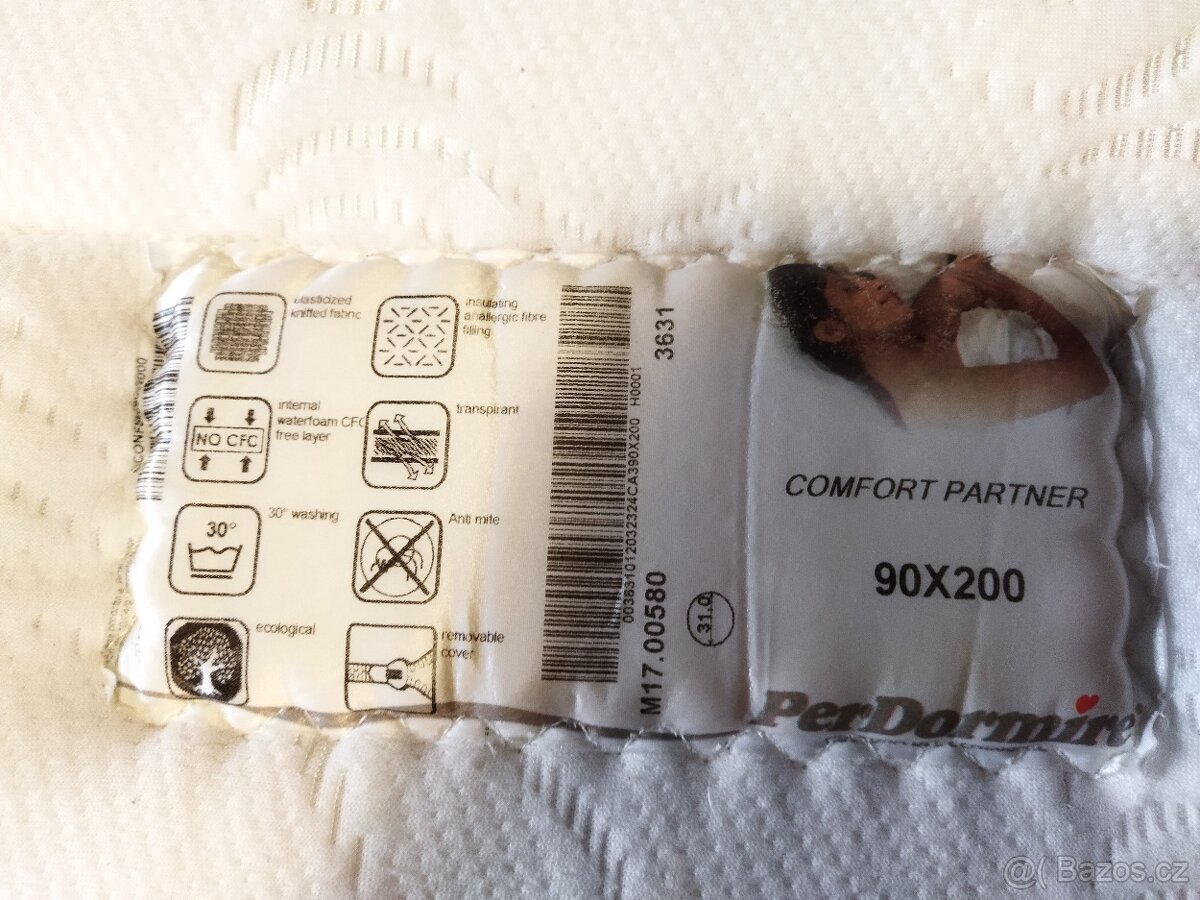 elasticized
knitted fabric
insulating
anallergic fibre
filling
NO CFC
internal
waterfoam CFC
free layer
transpirant
30°
30° washing
Anti mite
ecological
removable
cover
3631
H0001
M17.00580
31.0
COMFORT PARTNER
90X200
PerDormire
@( Bazos.cz